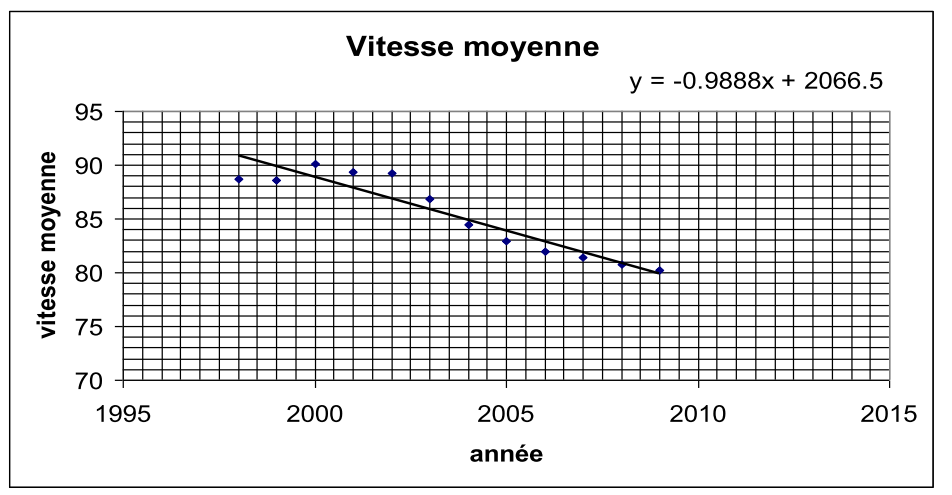 Vitesse moyenne
y = -0.9888x + 2066.5
vitesse moyenne
95
90
85
80
75
70
1995 2000 2005 2010 2015
année